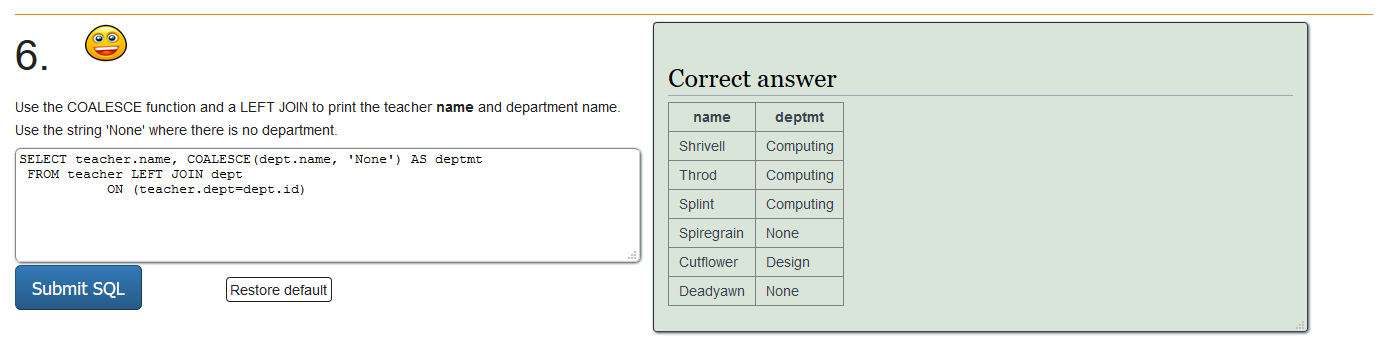 6.
Use the COALESCE function and a LEFT JOIN to print the teacher name and department name.
Use the string 'None' where there is no department.
SELECT teacher.name, COALESCE(dept.name, 'None') AS deptmt
FROM teacher LEFT JOIN dept
ON (teacher.dept=dept.id)
Submit SQL
Restore default
Correct answer
name deptmt
Shrivell Computing
Throd Computing
Splint Computing
Spiregrain None
Cutflower Design
Deadyawn None